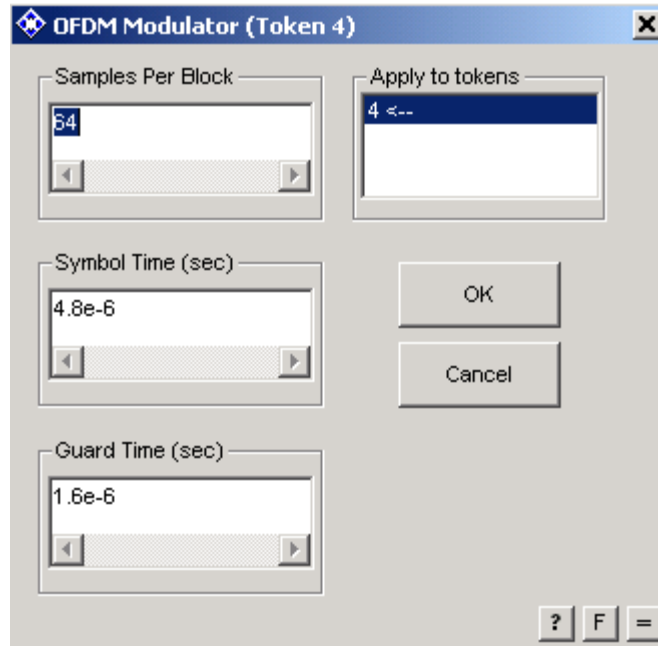 OFDM Modulator (Token 4)
Samples Per Block
64
Apply to tokens
4 <--
Symbol Time (sec)
4.8e-6
OK
Cancel
Guard Time (sec)
1.6e-6
? F =